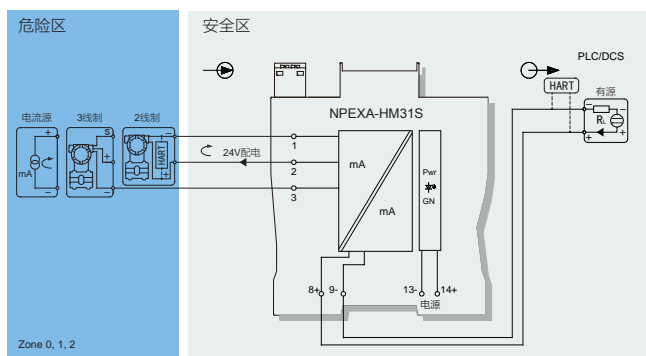 危险区
安全区
PLC/DCS
HART
有源
NPEXA-HM31S
电流源
3线制
2线制
+
S
−
−
+
mA
+
HART
−
−
+
24V配电
1
2
3
mA
mA
Pwr
GN
RL
−
−
+
+
8+
9-
13-
14+
电源
Zone 0, 1, 2